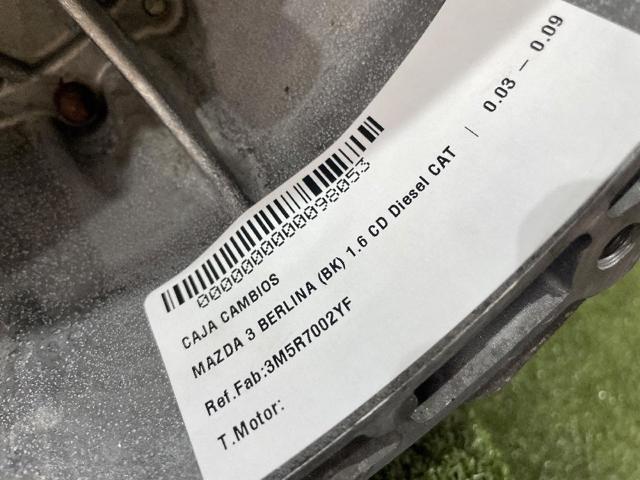 0000000000098053
CAJA CAMBIOS
MAZDA 3 BERLINA (BK) 1.6 CD Diesel CAT | 0.03 - 0.09
Ref.Fab:3M5R7002YF
T.Motor: